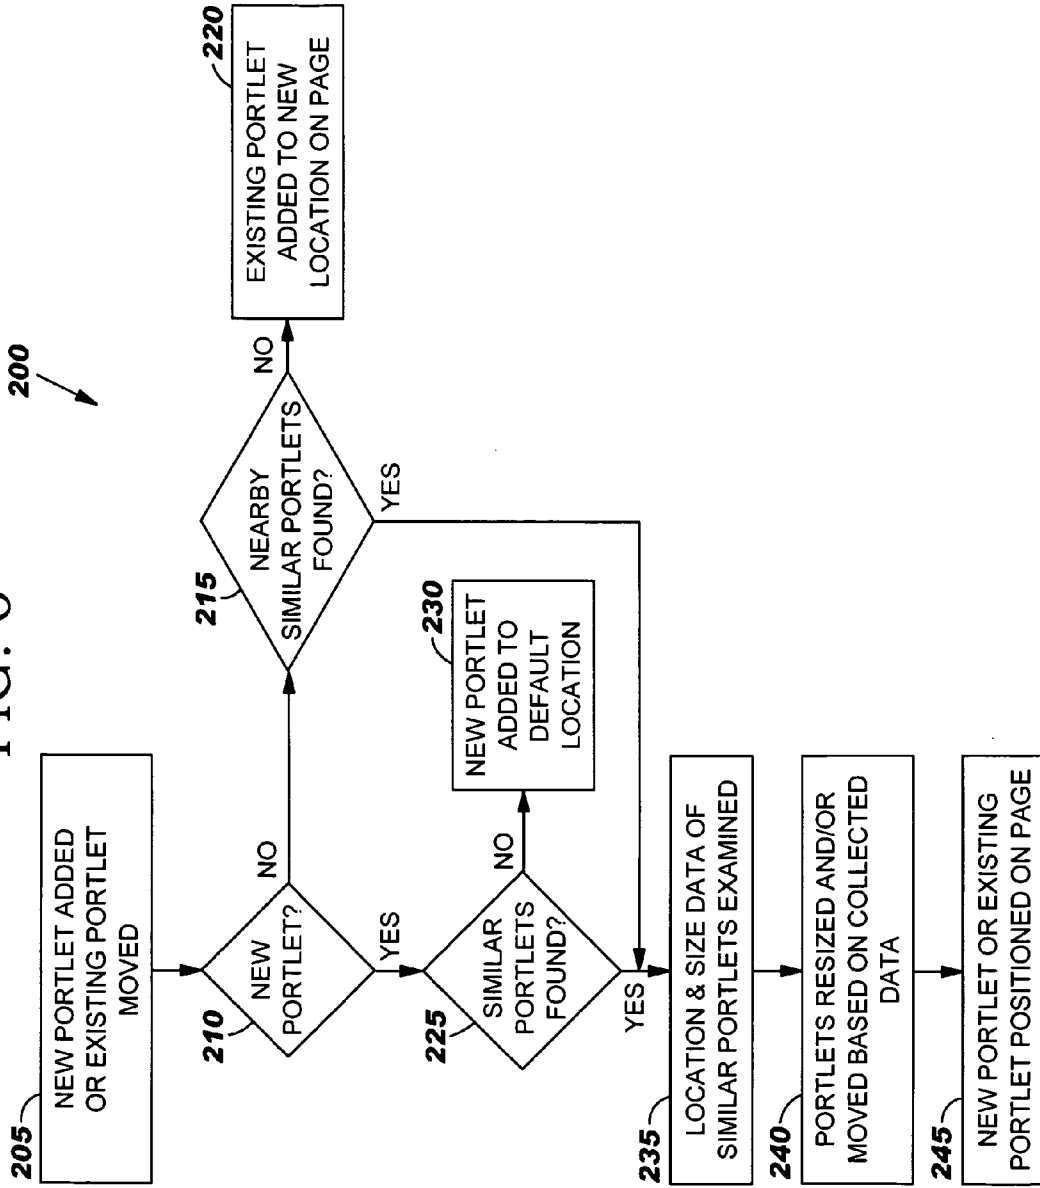 200
205
NEW PORTLET ADDED
OR EXISTING PORTLET
MOVED
210
NEW
PORTLET?
NO
YES
215
NEARBY
SIMILAR PORTLETS
FOUND?
NO
YES
220
EXISTING PORTLET
ADDED TO NEW
LOCATION ON PAGE
225
SIMILAR
PORTLETS
FOUND?
NO
YES
230
NEW PORTLET
ADDED TO
DEFAULT
LOCATION
235
LOCATION & SIZE DATA OF
SIMILAR PORTLETS EXAMINED
240
PORTLETS RESIZED AND/OR
MOVED BASED ON COLLECTED
DATA
245
NEW PORTLET OR EXISTING
PORTLET POSITIONED ON PAGE